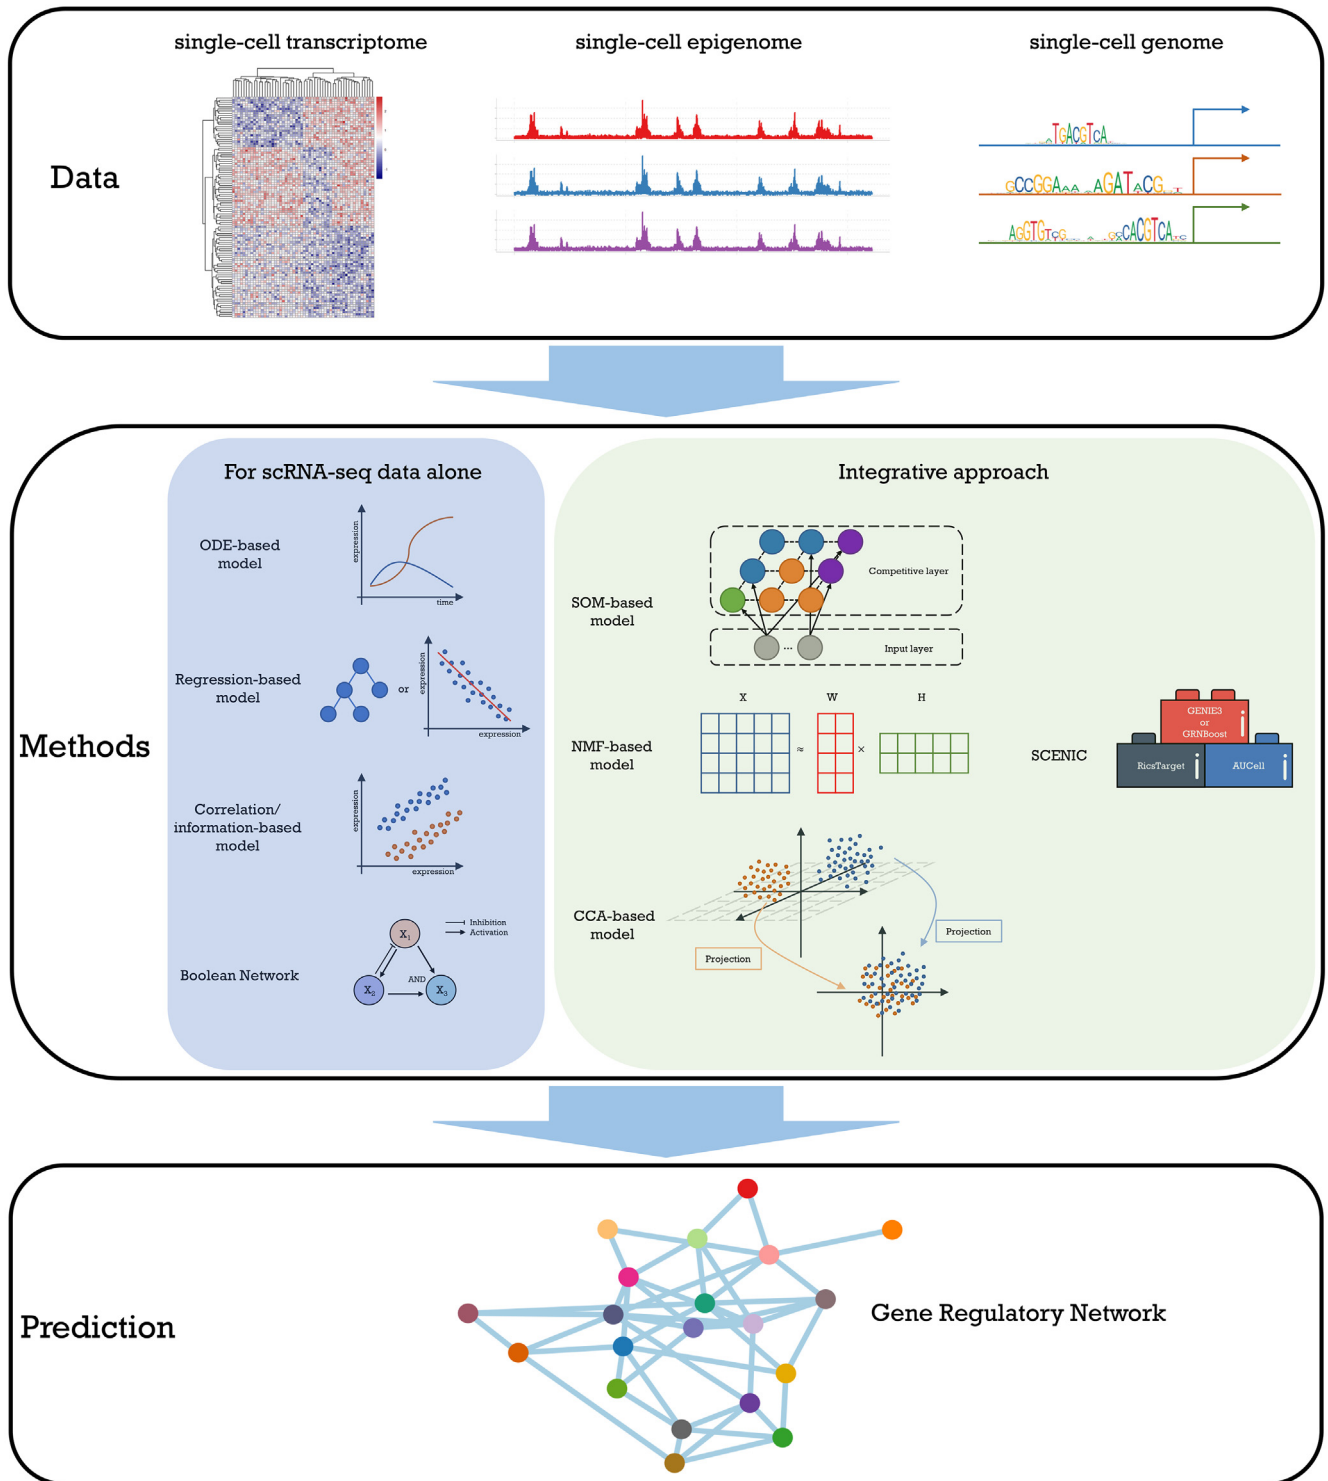 single-cell transcriptome
single-cell epigenome
single-cell genome
Data
TGACGTCA
GCCGGAAA AGATACG
AGGTGTCG CACGTCA
For scRNA-seq data alone
Integrative approach
Methods
ODE-based
model
expression
time
Regression-based
model
or
expression
expression
Correlation/
information-based
model
expression
expression
Boolean Network
X1
X2
X3
AND
Inhibition
Activation
SOM-based
model
Competitive layer
...
Input layer
NMF-based
model
X
W
H
≈
×
CCA-based
model
Projection
Projection
SCENIC
GENIE3
or
GRNBoost
i
RicsTarget
i
AUCell
i
Prediction
Gene Regulatory Network